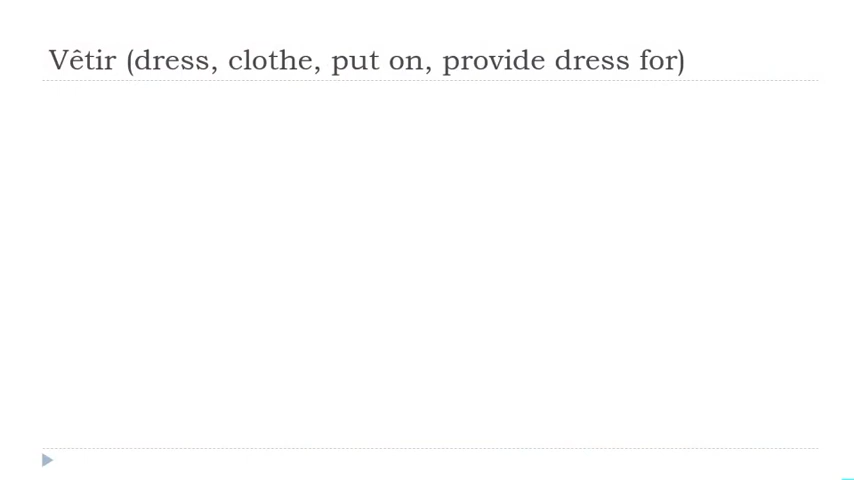 Vêtir (dress, clothe, put on, provide dress for)